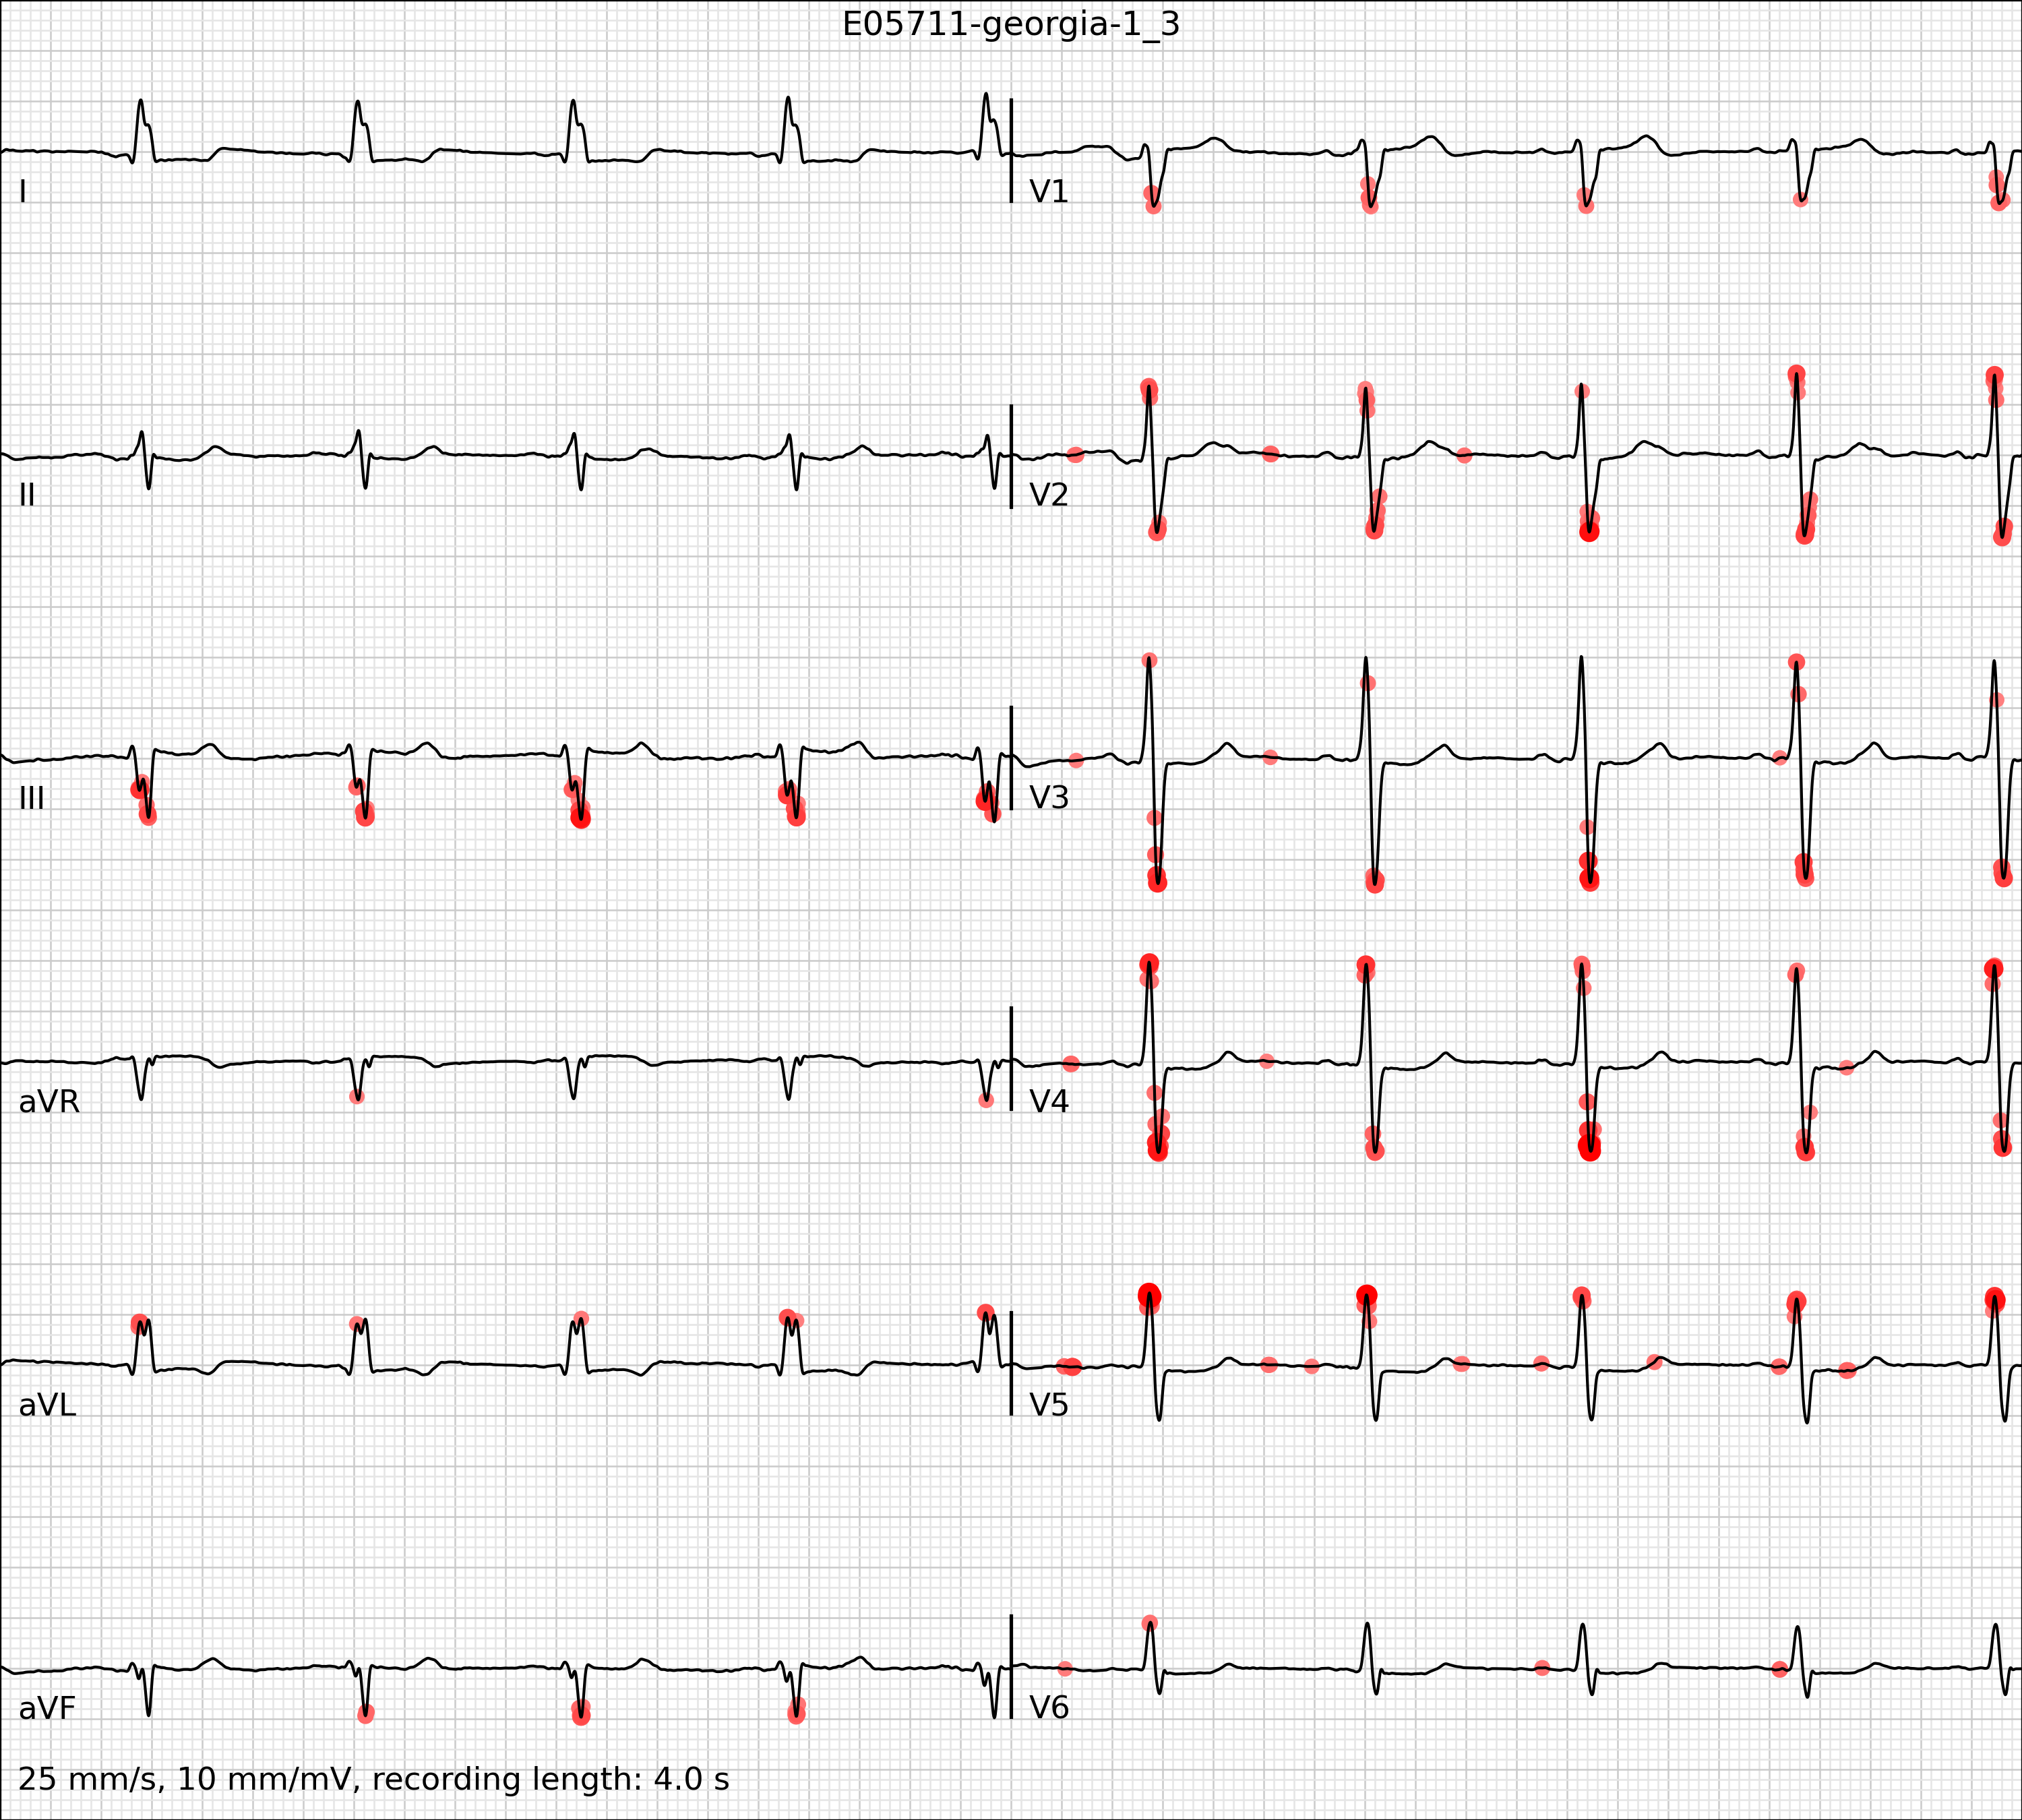 E05711-georgia-1_3
I
V1
II
V2
III
V3
aVR
V4
aVL
V5
aVF
V6
25 mm/s, 10 mm/mV, recording length: 4.0 s